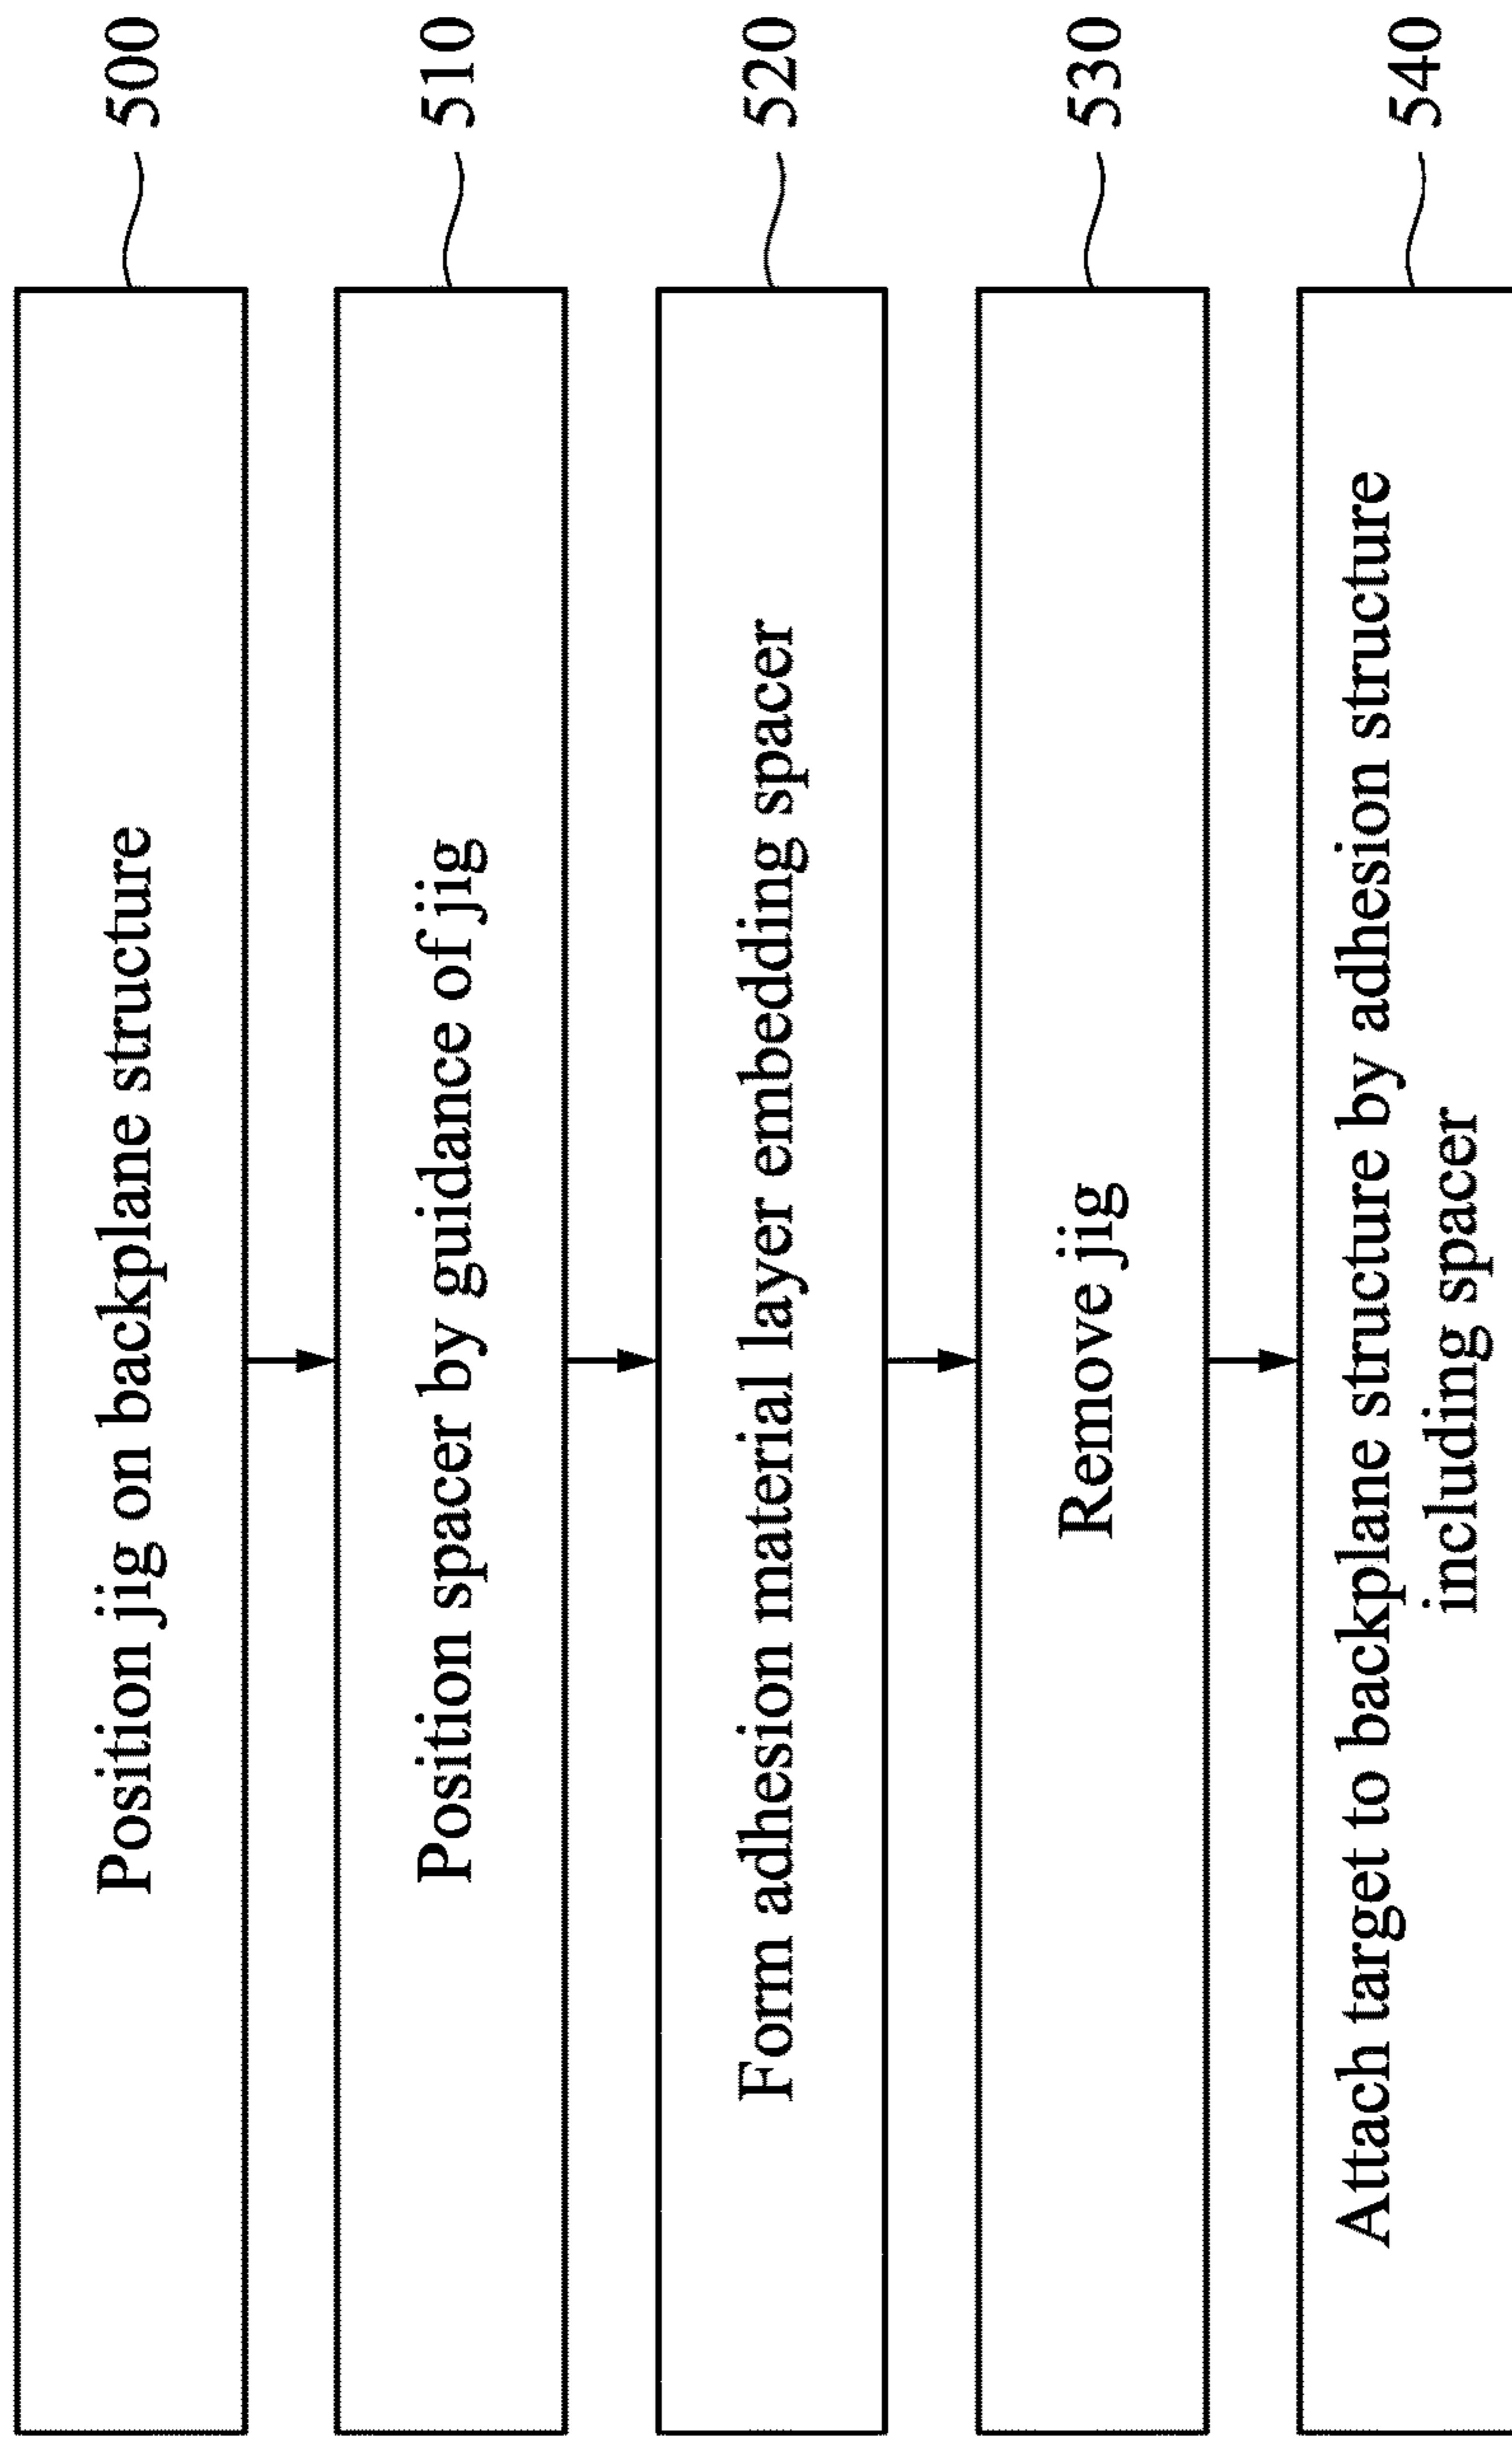 Position jig on backplane structure
500
Position spacer by guidance of jig
510
Form adhesion material layer embedding spacer
520
Remove jig
530
Attach target to backplane structure by adhesion structure
including spacer
540